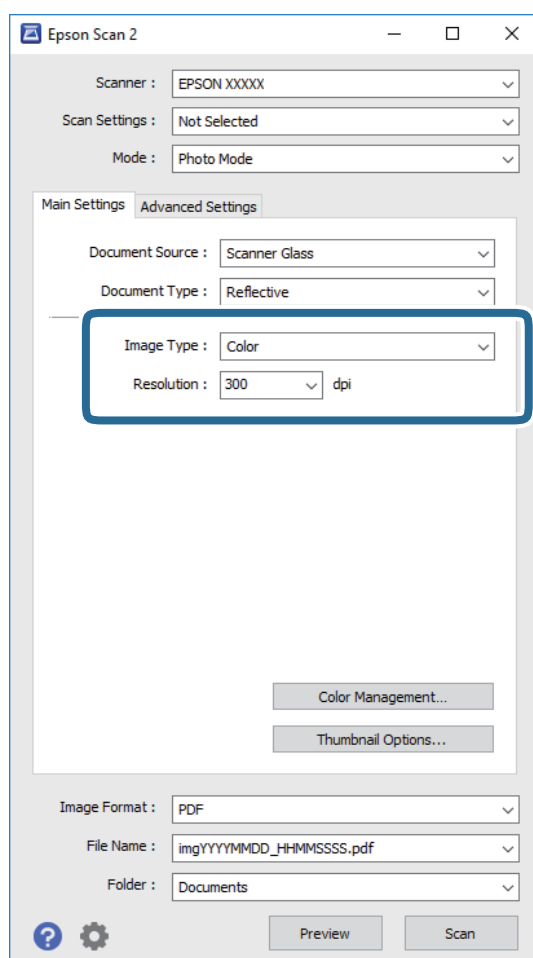 Epson Scan 2
Scanner : EPSON XXXXX
Scan Settings : Not Selected
Mode : Photo Mode
Main Settings Advanced Settings
Document Source : Scanner Glass
Document Type : Reflective
Image Type : Color
Resolution : 300 dpi
Color Management...
Thumbnail Options...
Image Format : PDF
File Name : imgYYYYMMDD_HHMMSSSS.pdf
Folder : Documents
? Preview Scan